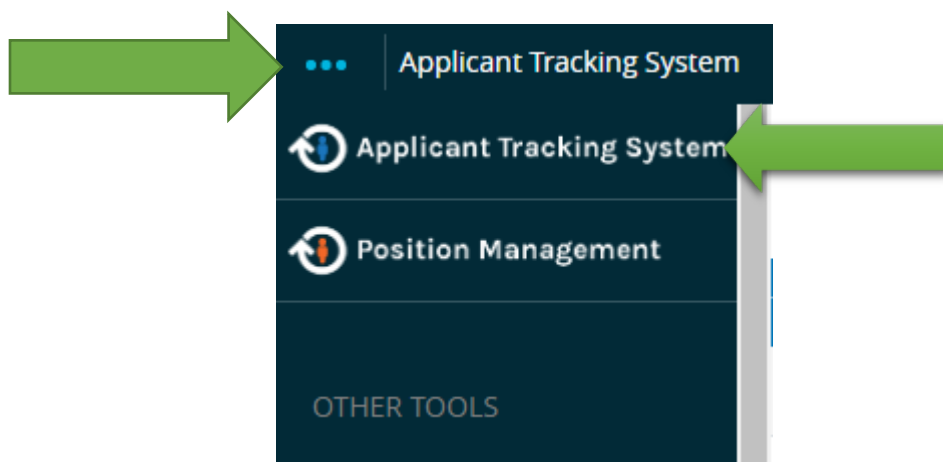 Applicant Tracking System
Applicant Tracking System
Position Management
OTHER TOOLS